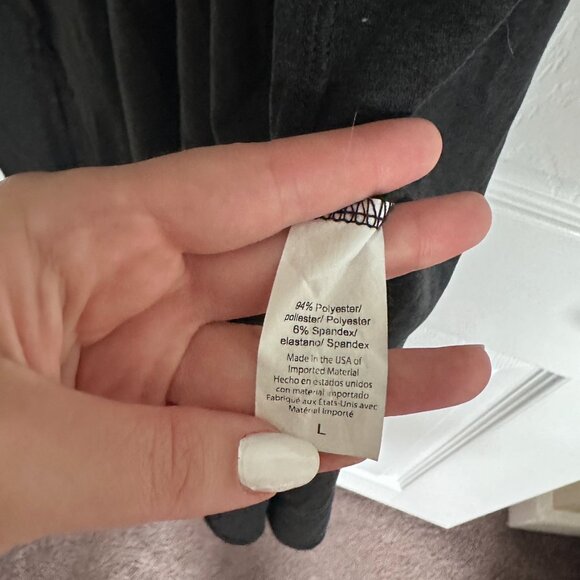 94% Polyester/
poliester/ Polyester
6% Spandex/
elastano/ Spandex
Made in the USA of
Imported Material
Hecho en estados unidos
con material importado
Fabriqué aux États-Unis avec
Matériel Importé
L